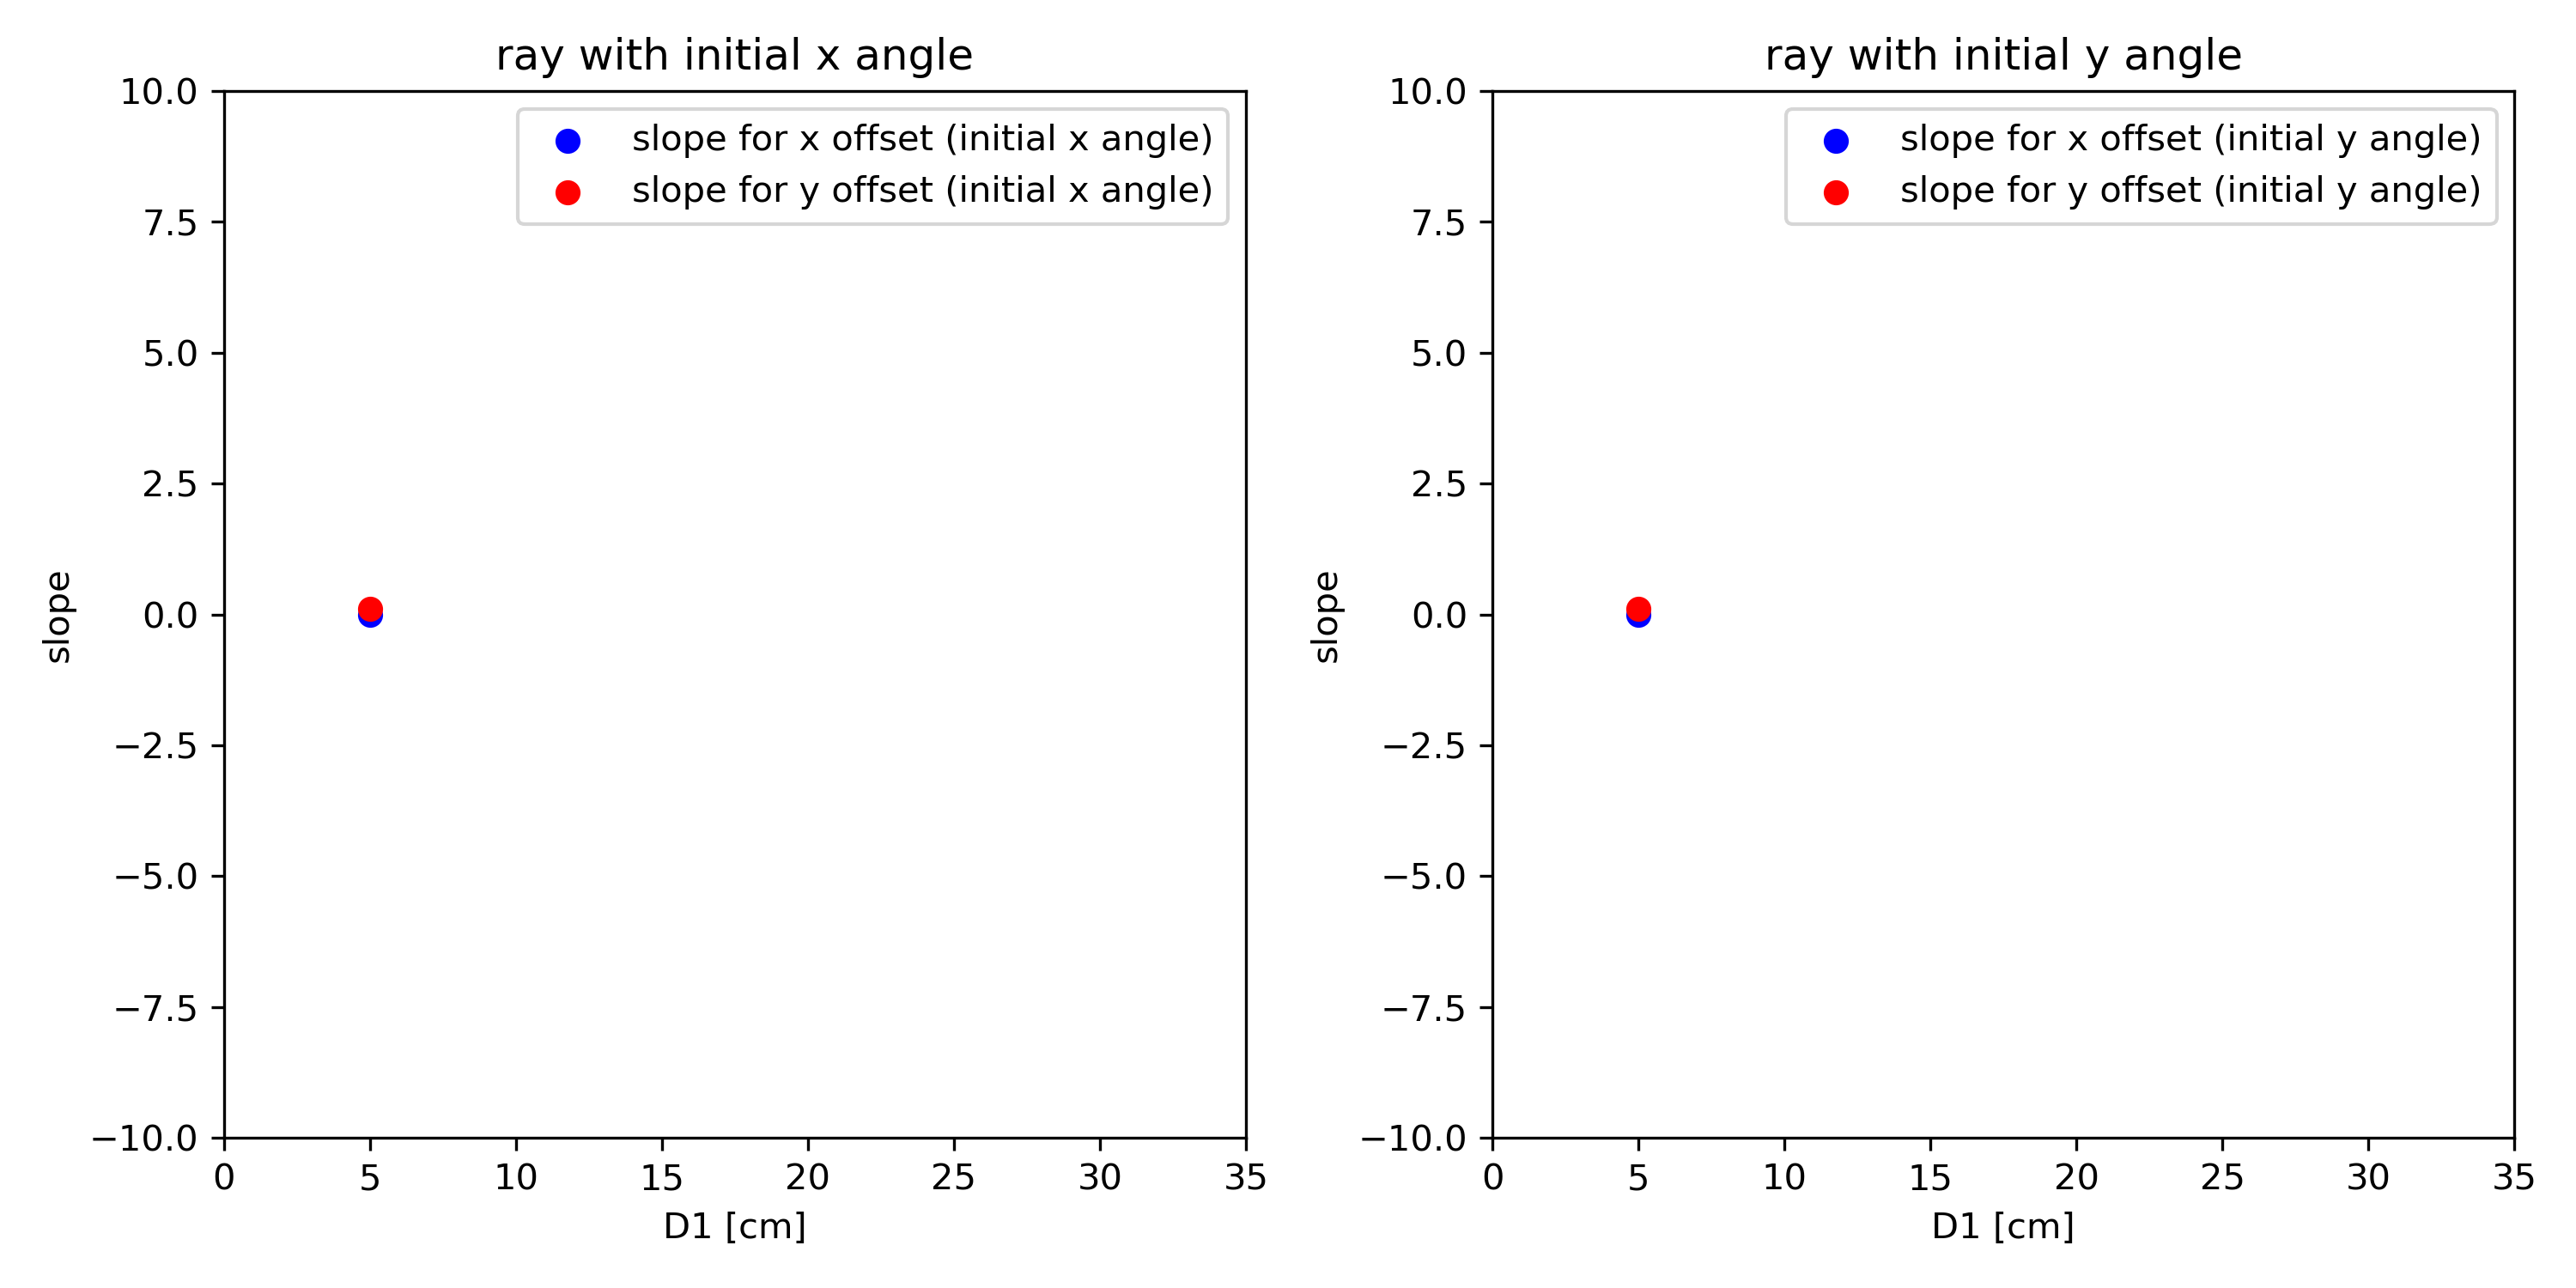 ray with initial x angle
slope for x offset (initial x angle)
slope for y offset (initial x angle)
10.0
7.5
5.0
2.5
0.0
−2.5
−5.0
−7.5
−10.0
slope
0 5 10 15 20 25 30 35
D1 [cm]
ray with initial y angle
slope for x offset (initial y angle)
slope for y offset (initial y angle)
10.0
7.5
5.0
2.5
0.0
−2.5
−5.0
−7.5
−10.0
slope
0 5 10 15 20 25 30 35
D1 [cm]